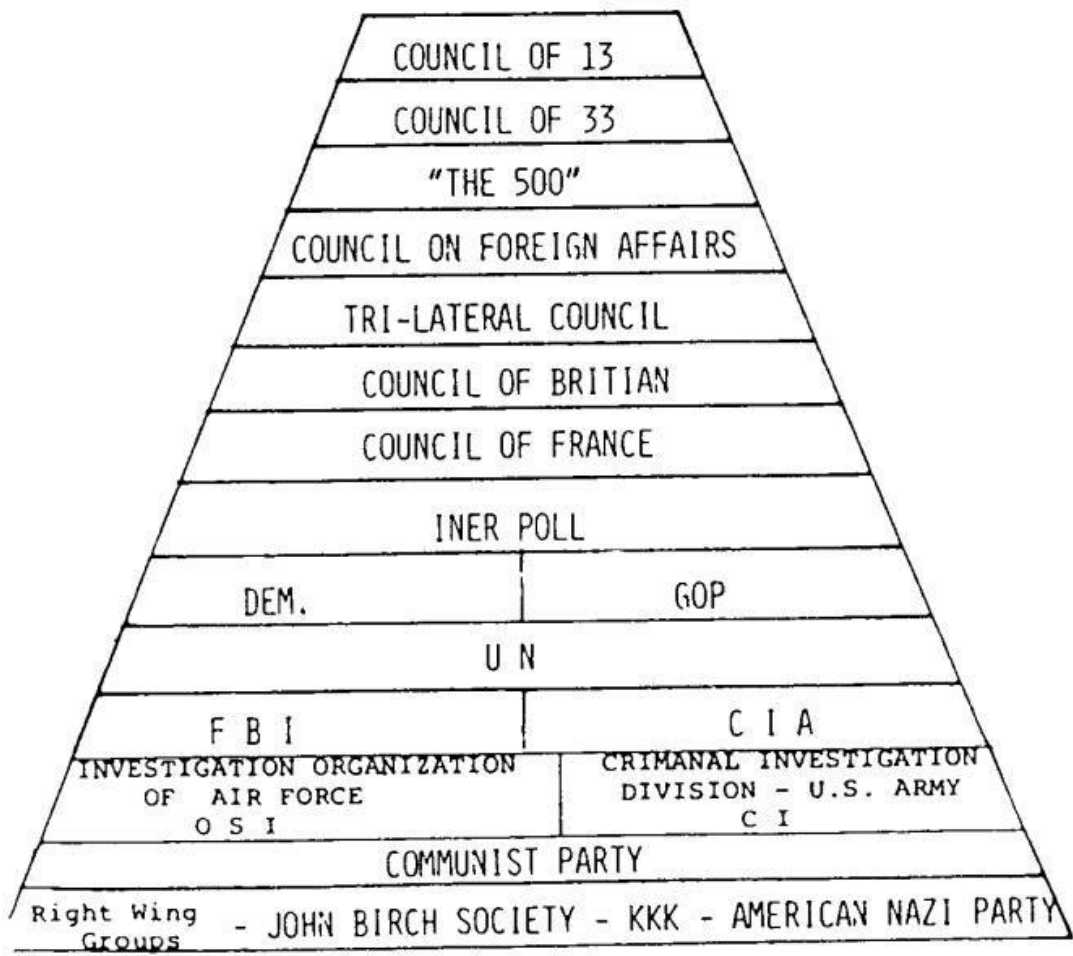 COUNCIL OF 13
COUNCIL OF 33
"THE 500"
COUNCIL ON FOREIGN AFFAIRS
TRI-LATERAL COUNCIL
COUNCIL OF BRITIAN
COUNCIL OF FRANCE
INER POLL
DEM.
GOP
U N
F B I
C I A
INVESTIGATION ORGANIZATION
OF AIR FORCE
O S I
CRIMANAL INVESTIGATION
DIVISION - U.S. ARMY
C I
COMMUNIST PARTY
Right Wing
Groups
- JOHN BIRCH SOCIETY - KKK - AMERICAN NAZI PARTY